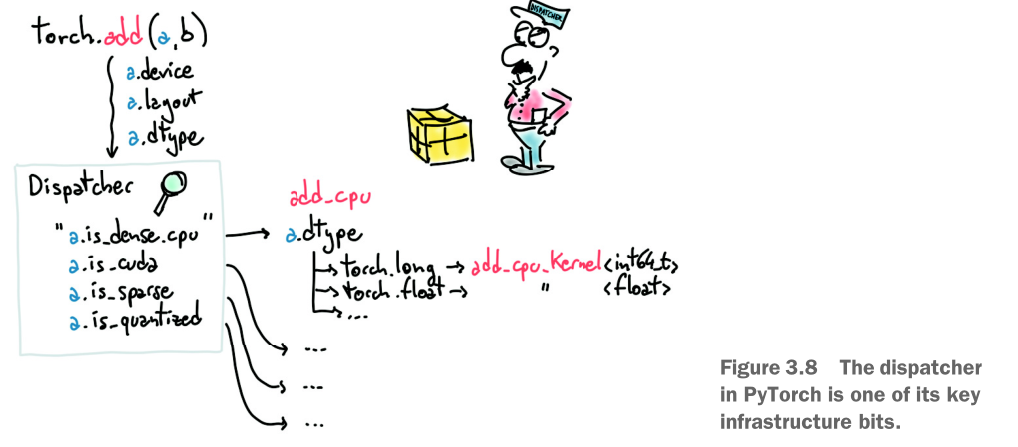 torch.add(a,b)
a.device
a.layout
a.dtype
DISPATCHER
Dispatcher
"a.is_dense.cpu"
a.is_cuda
a.is_sparse
a.is_quantized
add_cpu
a.dtype
torch.long → add_cpu_kernel<int64_t>
torch.float → " <float>
...
...
...
...
Figure 3.8 The dispatcher
in PyTorch is one of its key
infrastructure bits.